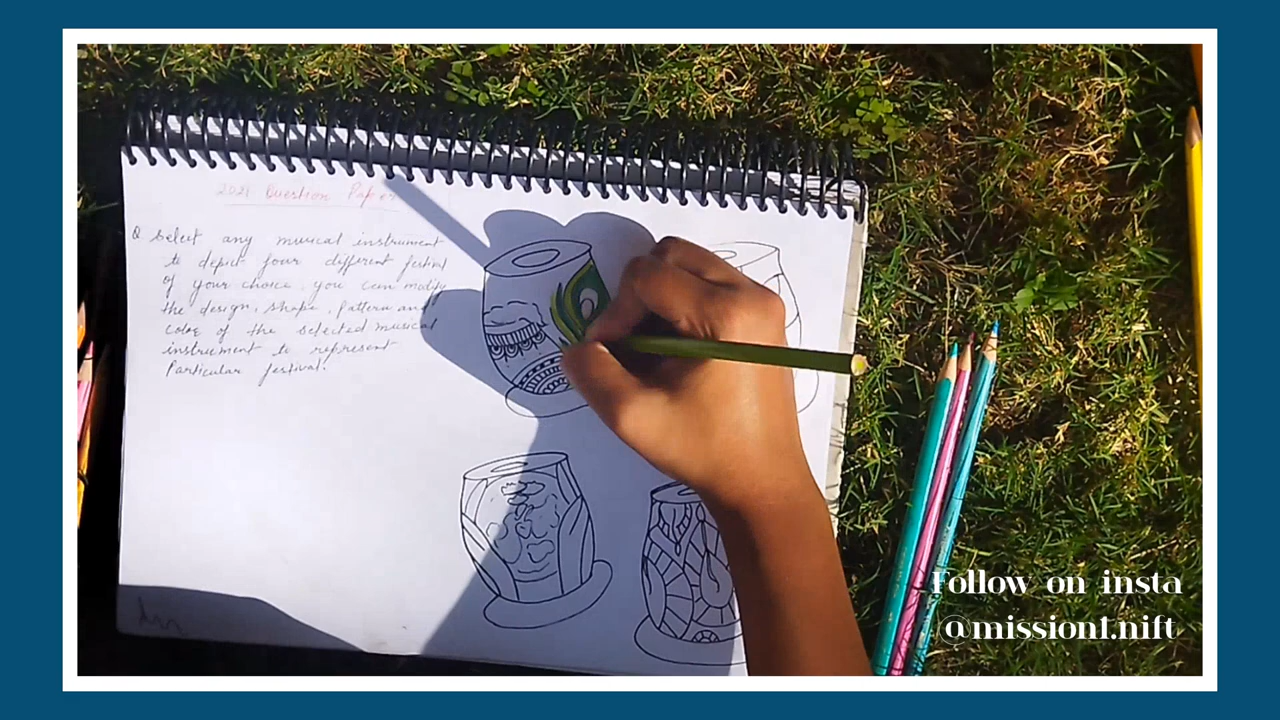 2021 Question Paper
Q Select any musical instrument
to depict four different festival
of your choice. you can modify
the design, shape, Pattern and
color of the selected musical
instrument to represent
Particular festival.
Follow on insta
@mission1.nift